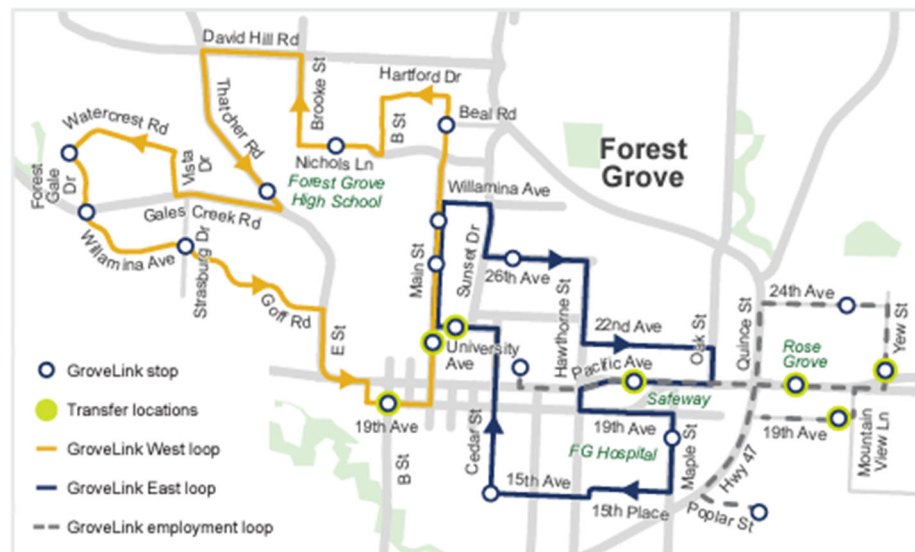 David Hill Rd
Hartford Dr
Brooke St
Thatcher Rd
B St
Beal Rd
Watercrest Rd
Vista Dr
Nichols Ln
Forest Grove
High School
Forest
Grove
Forest
Gale
Dr
Gales Creek Rd
Willamina Ave
Willamina Ave
Strasburg Dr
Goff Rd
Main St
Sunset Dr
26th Ave
Hawthorne St
24th Ave
Quince St
Yew St
E St
22nd Ave
Oak St
University
Ave
Pacific Ave
Rose
Grove
Safeway
GroveLink stop
Transfer locations
19th Ave
19th Ave
19th Ave
Cedar St
FG Hospital
Maple St
Mountain
View Ln
Hwy 47
GroveLink West loop
B St
15th Ave
15th Place
Poplar St
GroveLink East loop
GroveLink employment loop